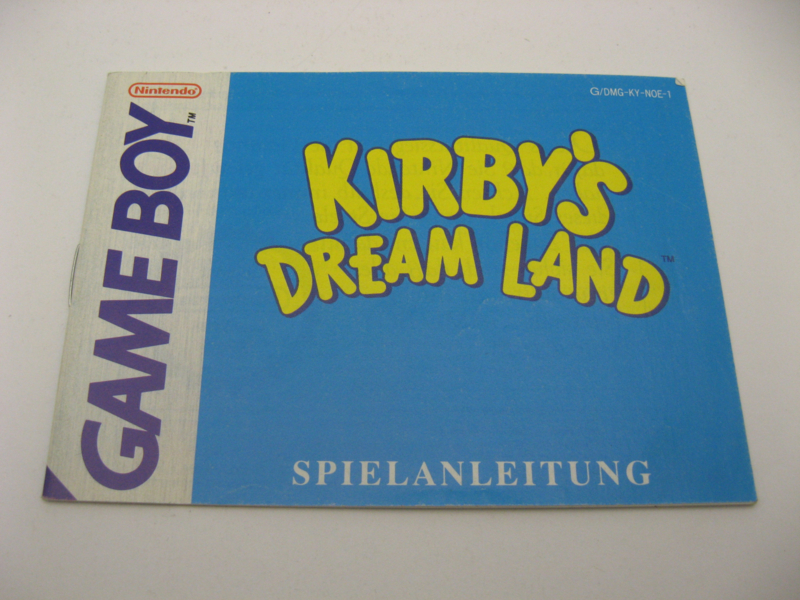 Nintendo
GAME BOY™
G/DMG-KY-NOE-1
KIRBY'S
DREAM LAND™
SPIELANLEITUNG